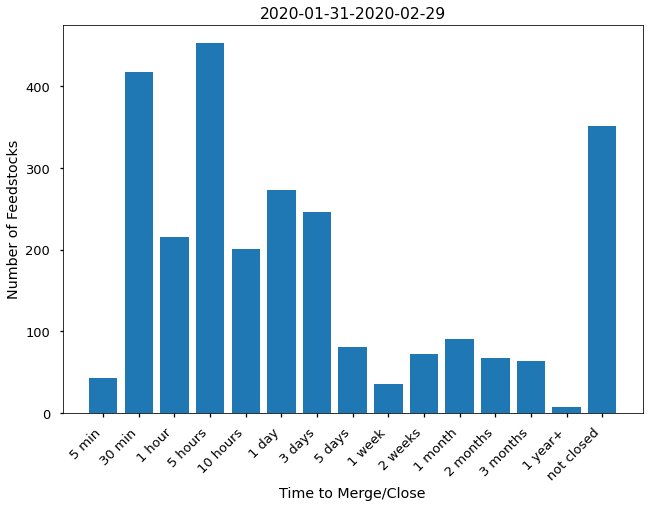 2020-01-31-2020-02-29
Number of Feedstocks
400
300
200
100
0
5 min
30 min
1 hour
5 hours
10 hours
1 day
3 days
5 days
1 week
2 weeks
1 month
2 months
3 months
1 year+
not closed
Time to Merge/Close